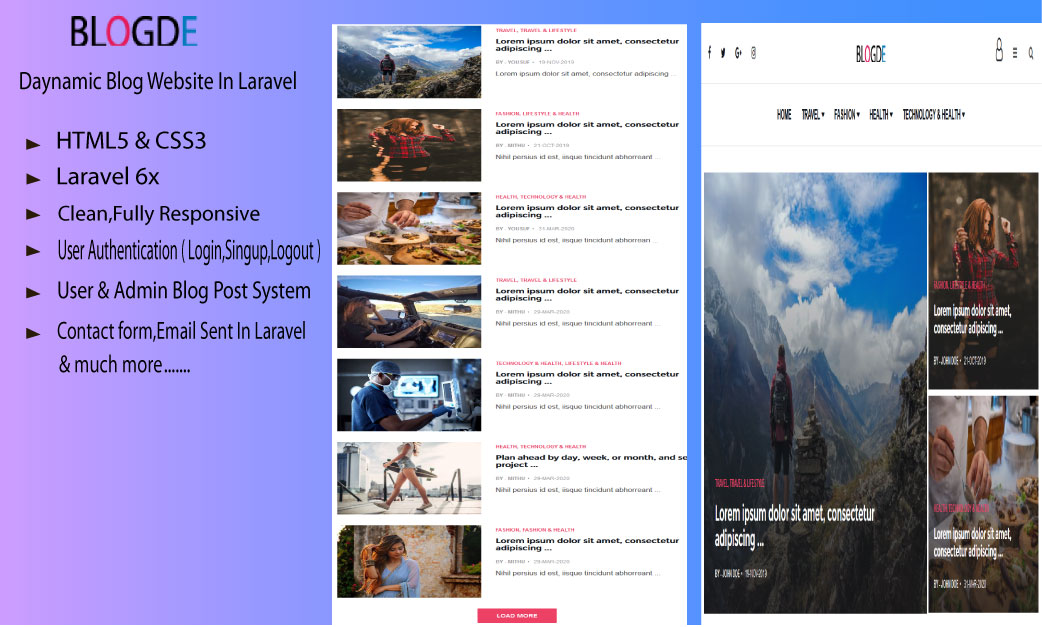 BLOGDE
Daynamic Blog Website In Laravel
► HTML5 & CSS3
► Laravel 6x
► Clean,Fully Responsive
► User Authentication ( Login,Singup,Logout )
► User & Admin Blog Post System
► Contact form,Email Sent In Laravel
& much more.......
TRAVEL, TRAVEL & LIFESTYLE
Lorem ipsum dolor sit amet, consectetur
adipiscing ...
BY - YOUSUF • 19-NOV-2019
Lorem ipsum dolor sit amet, consectetur adipiscing ...
FASHION, LIFESTYLE & HEALTH
Lorem ipsum dolor sit amet, consectetur
adipiscing ...
BY - MITHU • 21-OCT-2019
Nihil persius id est, iisque tincidunt abhorreant ...
HEALTH, TECHNOLOGY & HEALTH
Lorem ipsum dolor sit amet, consectetur
adipiscing ...
BY - YOUSUF • 31-MAR-2020
Nihil persius id est, iisque tincidunt abhorrean ...
TRAVEL, TRAVEL & LIFESTYLE
Lorem ipsum dolor sit amet, consectetur
adipiscing ...
BY - MITHU • 29-MAR-2020
Nihil persius id est, iisque tincidunt abhorreant ...
TECHNOLOGY & HEALTH, LIFESTYLE & HEALTH
Lorem ipsum dolor sit amet, consectetur
adipiscing ...
BY - MITHU • 29-MAR-2020
Nihil persius id est, iisque tincidunt abhorreant ...
HEALTH, TECHNOLOGY & HEALTH
Plan ahead by day, week, or month, and se
project ...
BY - MITHU • 29-MAR-2020
Nihil persius id est, iisque tincidunt abhorreant ...
FASHION, FASHION & HEALTH
Lorem ipsum dolor sit amet, consectetur
adipiscing ...
BY - MITHU • 29-MAR-2020
Nihil persius id est, iisque tincidunt abhorreant ...
LOAD MORE
BLOGDE
HOME TRAVEL ▾ FASHION ▾ HEALTH ▾ TECHNOLOGY & HEALTH ▾
TRAVEL, TRAVEL & LIFESTYLE
Lorem ipsum dolor sit amet, consectetur
adipiscing ...
BY - JOHN DOE • 19-NOV-2019
FASHION, LIFESTYLE & HEALTH
Lorem ipsum dolor sit amet,
consectetur adipiscing ...
BY - JOHN DOE • 21-OCT-2019
HEALTH, TECHNOLOGY & HEALTH
Lorem ipsum dolor sit amet,
consectetur adipiscing ...
BY - JOHN DOE • 31-MAR-2020